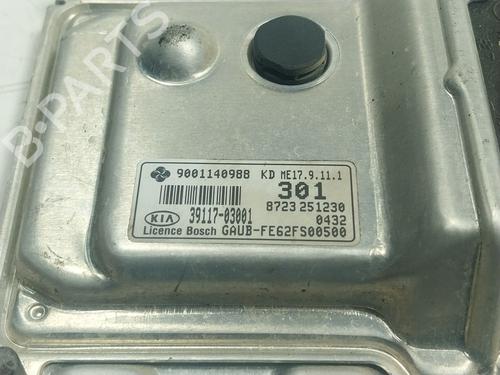 B-PARTS
9001140988 KD ME17.9.11.1
301
8723 251230
KIA 39117-03001 0432
Licence Bosch GAUB-FE62FS00500